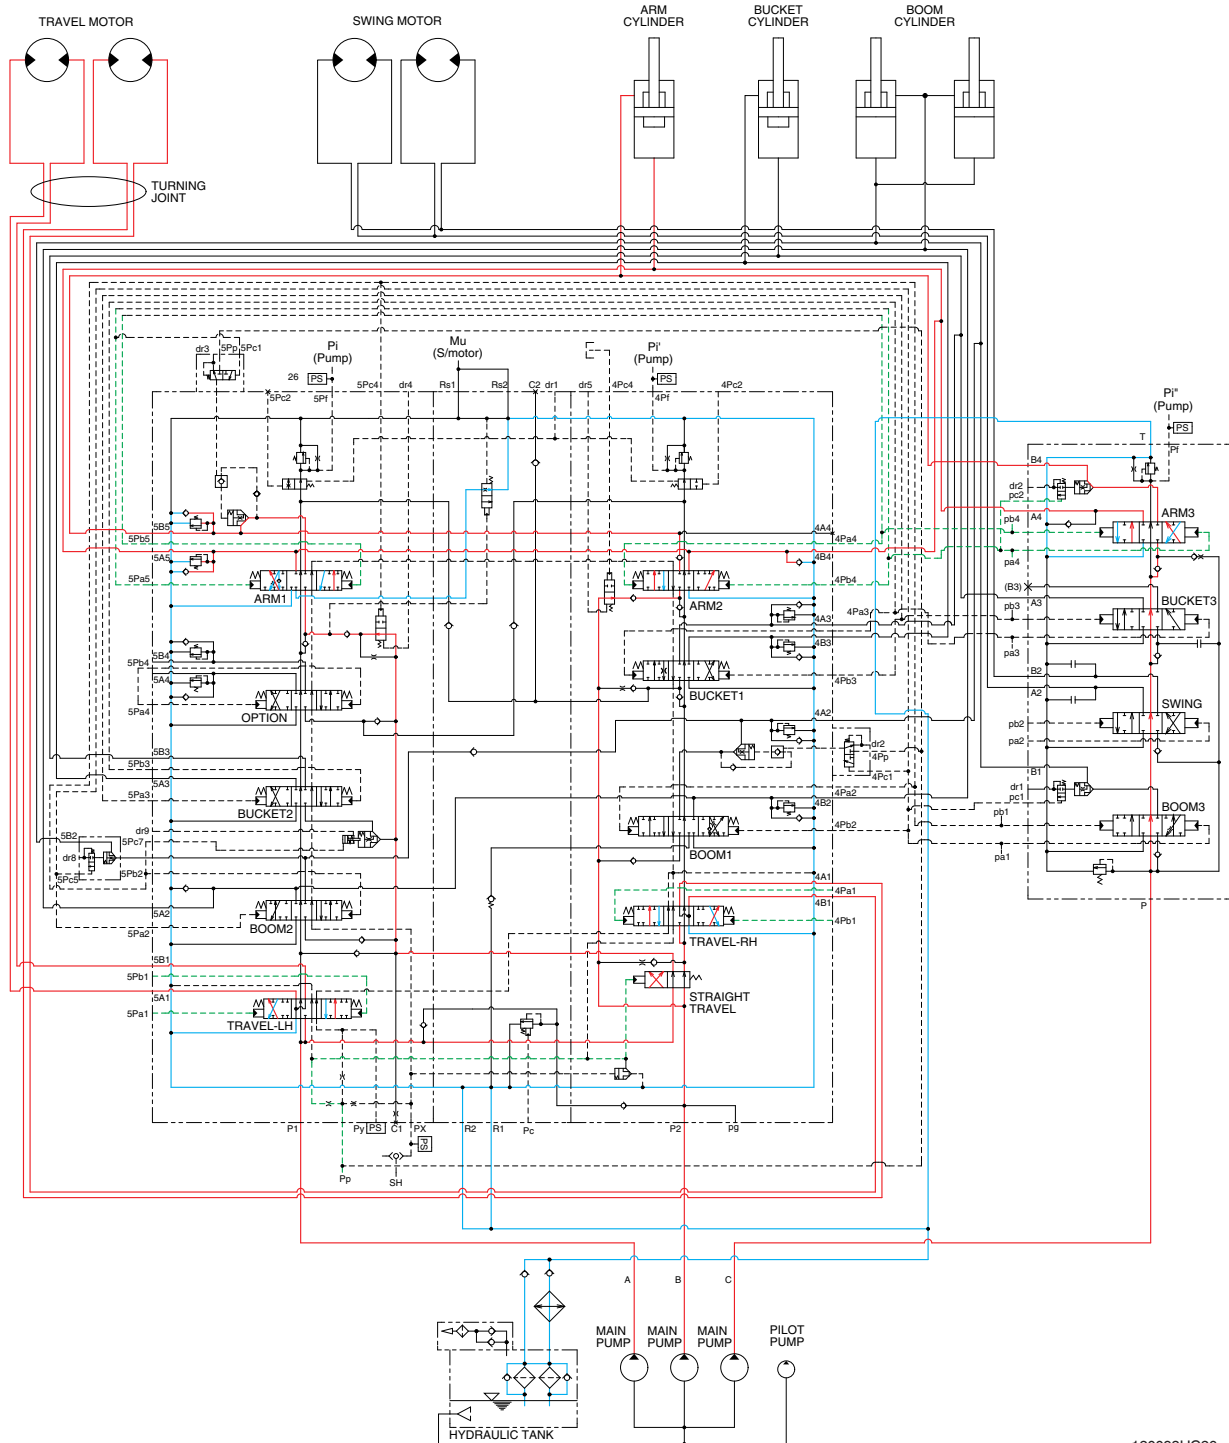 TRAVEL MOTOR
SWING MOTOR
ARM
CYLINDER
BUCKET
CYLINDER
BOOM
CYLINDER
TURNING
JOINT
dr3
5Pp
5Pc1
Pi
(Pump)
Mu
(S/motor)
Pi'
(Pump)
26
PS
PS
5Pc2
5Pf
5Pc4
dr4
Rs1
Rs2
C2
dr1
dr5
4Pc4
4Pf
4Pc2
Pi"
(Pump)
PS
T
Pf
B4
dr2
pc2
A4
pb4
ARM3
pa4
(B3)
A3
pb3
BUCKET3
pa3
B2
A2
pb2
SWING
pa2
B1
dr1
pc1
pb1
BOOM3
pa1
P
5B5
5Pb5
5A5
5Pa5
ARM1
4A4
4Pa4
4B4
4Pb4
ARM2
5B4
5Pb4
5A4
5Pa4
OPTION
4Pa3
4A3
4B3
4Pb3
BUCKET1
5B3
5Pb3
5A3
5Pa3
BUCKET2
4A2
dr2
4Pp
4Pc1
4Pa2
4B2
4Pb2
BOOM1
dr9
5B2
5Pc7
dr8
5Pc5
5Pb2
5A2
5Pa2
BOOM2
4A1
4Pa1
4B1
4Pb1
TRAVEL-RH
5B1
5Pb1
5A1
5Pa1
TRAVEL-LH
STRAIGHT
TRAVEL
P1
Py
PS
C1
PX
PS
R2
R1
Pc
P2
pg
Pp
SH
A
B
C
MAIN
PUMP
MAIN
PUMP
MAIN
PUMP
PILOT
PUMP
HYDRAULIC TANK